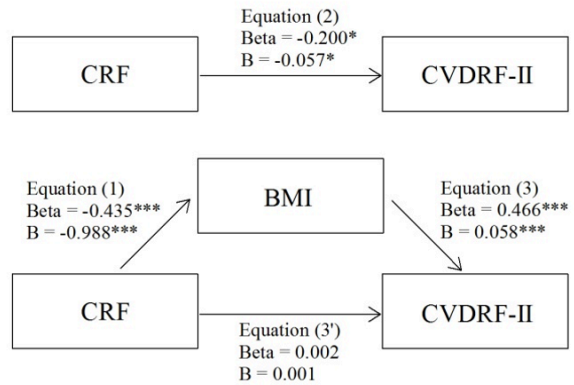 Equation (2)
Beta = -0.200*
B = -0.057*
CRF
CVDRF-II
Equation (1)
Beta = -0.435***
B = -0.988***
BMI
Equation (3)
Beta = 0.466***
B = 0.058***
CRF
CVDRF-II
Equation (3')
Beta = 0.002
B = 0.001